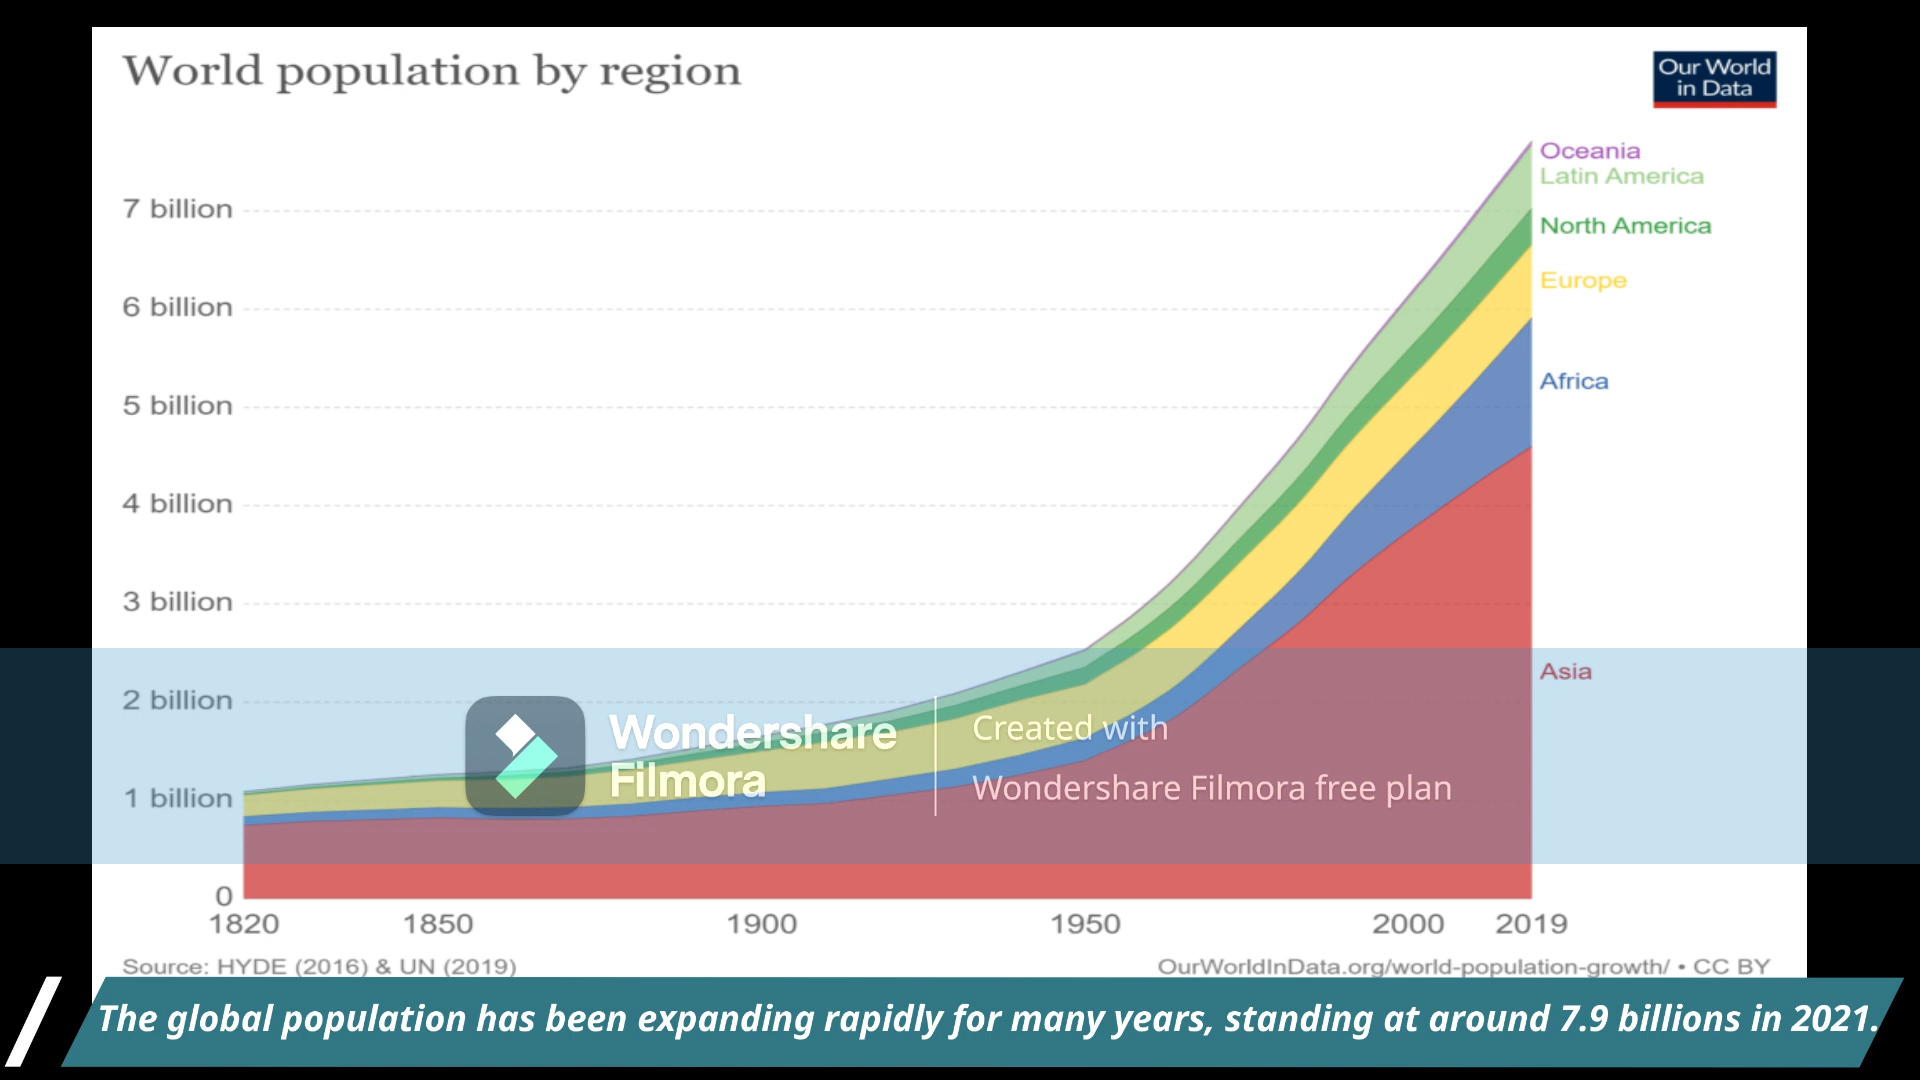 World population by region
Our World
in Data
Oceania
Latin America
7 billion
North America
Europe
6 billion
Africa
5 billion
4 billion
3 billion
Asia
2 billion
Wondershare
Filmora
Created with
Wondershare Filmora free plan
1 billion
0
1820 1850 1900 1950 2000 2019
Source: HYDE (2016) & UN (2019)
OurWorldInData.org/world-population-growth/ • CC BY
The global population has been expanding rapidly for many years, standing at around 7.9 billions in 2021.